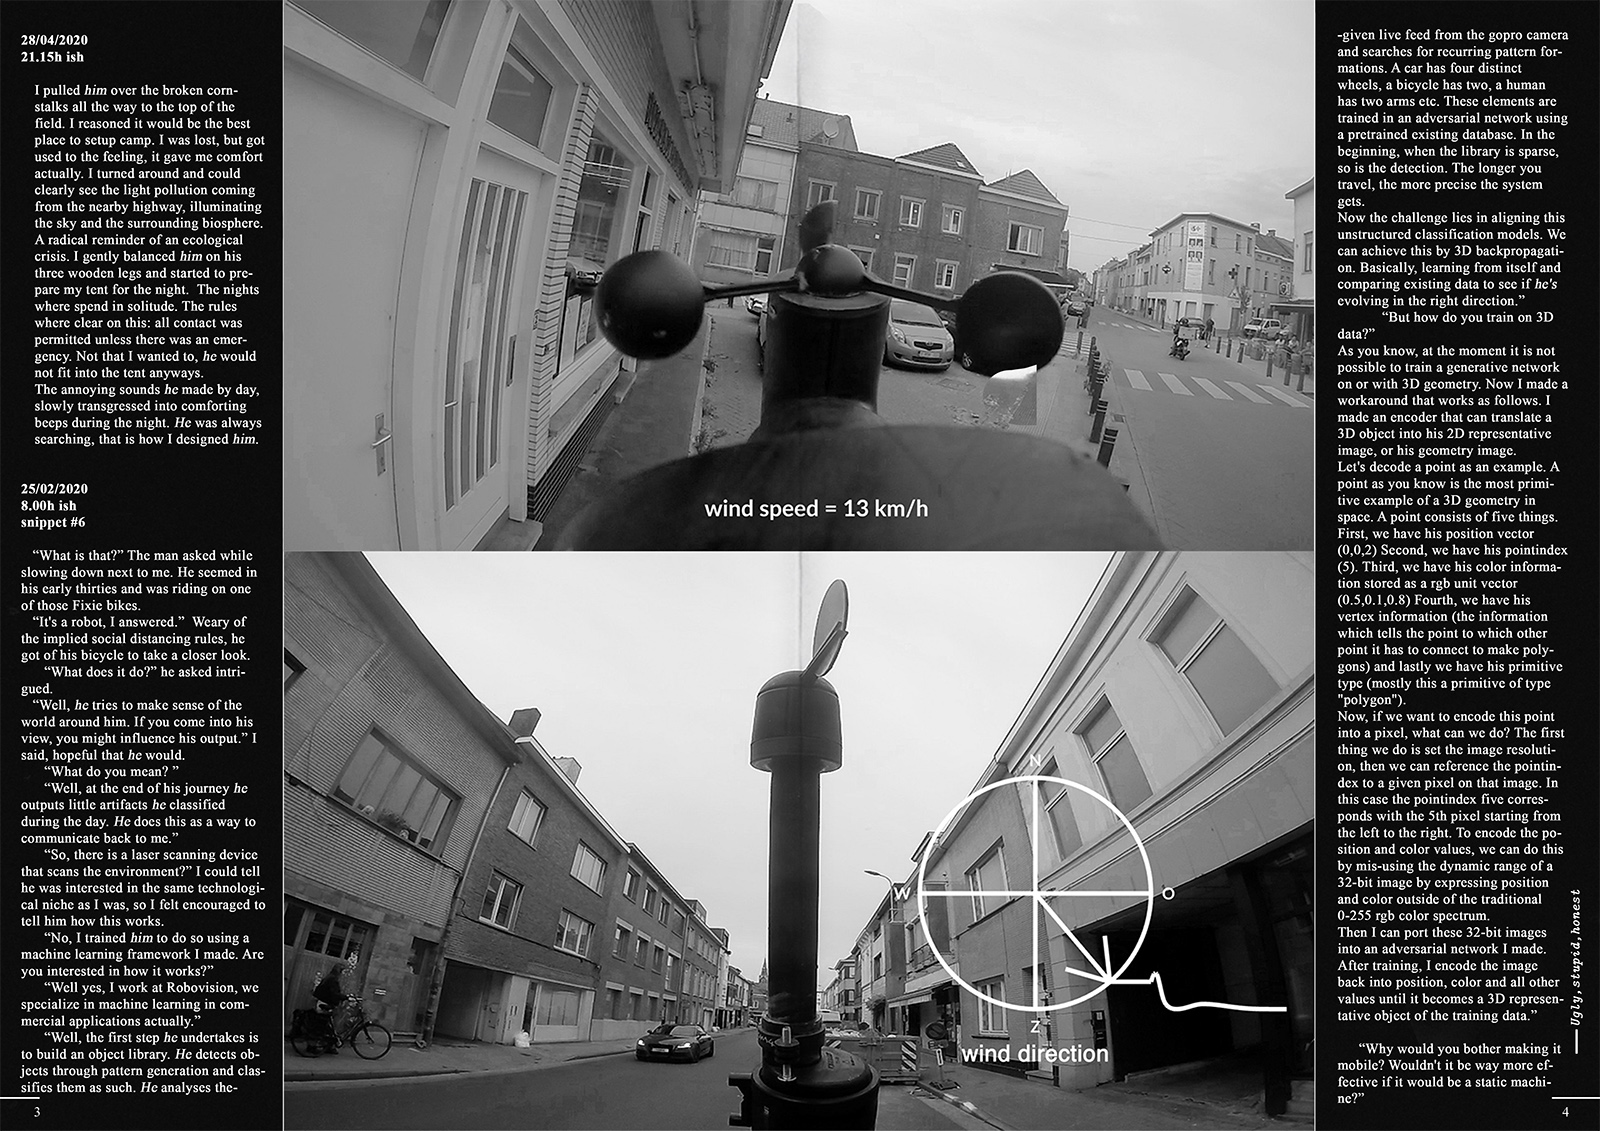 28/04/2020
21.15h ish
I pulled him over the broken corn-
stalks all the way to the top of the
field. I reasoned it would be the best
place to setup camp. I was lost, but got
used to the feeling, it gave me comfort
actually. I turned around and could
clearly see the light pollution coming
from the nearby highway, illuminating
the sky and the surrounding biosphere.
A radical reminder of an ecological
crisis. I gently balanced him on his
three wooden legs and started to pre-
pare my tent for the night.  The nights
where spend in solitude. The rules
where clear on this: all contact was
permitted unless there was an emer-
gency. Not that I wanted to, he would
not fit into the tent anyways.
The annoying sounds he made by day,
slowly transgressed into comforting
beeps during the night. He was always
searching, that is how I designed him.
25/02/2020
8.00h ish
snippet #6
“What is that?” The man asked while
slowing down next to me. He seemed in
his early thirties and was riding on one
of those Fixie bikes.
“It's a robot, I answered.”  Weary of
the implied social distancing rules, he
got of his bicycle to take a closer look.
“What does it do?” he asked intri-
gued.
“Well, he tries to make sense of the
world around him. If you come into his
view, you might influence his output.” I
said, hopeful that he would.
“What do you mean? ”
“Well, at the end of his journey he
outputs little artifacts he classified
during the day. He does this as a way to
communicate back to me.”
“So, there is a laser scanning device
that scans the environment?” I could tell
he was interested in the same technologi-
cal niche as I was, so I felt encouraged to
tell him how this works.
“No, I trained him to do so using a
machine learning framework I made. Are
you interested in how it works?”
“Well yes, I work at Robovision, we
specialize in machine learning in com-
mercial applications actually.”
“Well, the first step he undertakes is
to build an object library. He detects ob-
jects through pattern generation and clas-
sifies them as such. He analyses the-
3
wind speed = 13 km/h
N
W
O
Z
wind direction
-given live feed from the gopro camera
and searches for recurring pattern for-
mations. A car has four distinct
wheels, a bicycle has two, a human
has two arms etc. These elements are
trained in an adversarial network using
a pretrained existing database. In the
beginning, when the library is sparse,
so is the detection. The longer you
travel, the more precise the system
gets.
Now the challenge lies in aligning this
unstructured classification models. We
can achieve this by 3D backpropagati-
on. Basically, learning from itself and
comparing existing data to see if he's
evolving in the right direction.”
“But how do you train on 3D
data?”
As you know, at the moment it is not
possible to train a generative network
on or with 3D geometry. Now I made a
workaround that works as follows. I
made an encoder that can translate a
3D object into his 2D representative
image, or his geometry image.
Let's decode a point as an example. A
point as you know is the most primi-
tive example of a 3D geometry in
space. A point consists of five things.
First, we have his position vector
(0,0,2) Second, we have his pointindex
(5). Third, we have his color informa-
tion stored as a rgb unit vector
(0.5,0.1,0.8) Fourth, we have his
vertex information (the information
which tells the point to which other
point it has to connect to make poly-
gons) and lastly we have his primitive
type (mostly this a primitive of type
"polygon").
Now, if we want to encode this point
into a pixel, what can we do? The first
thing we do is set the image resoluti-
on, then we can reference the pointin-
dex to a given pixel on that image. In
this case the pointindex five corres-
ponds with the 5th pixel starting from
the left to the right. To encode the po-
sition and color values, we can do this
by mis-using the dynamic range of a
32-bit image by expressing position
and color outside of the traditional
0-255 rgb color spectrum.
Then I can port these 32-bit images
into an adversarial network I made.
After training, I encode the image
back into position, color and all other
values until it becomes a 3D represen-
tative object of the training data.”
“Why would you bother making it
mobile? Wouldn't it be way more ef-
fective if it would be a static machi-
ne?”
Ugly,stupid,honest
4